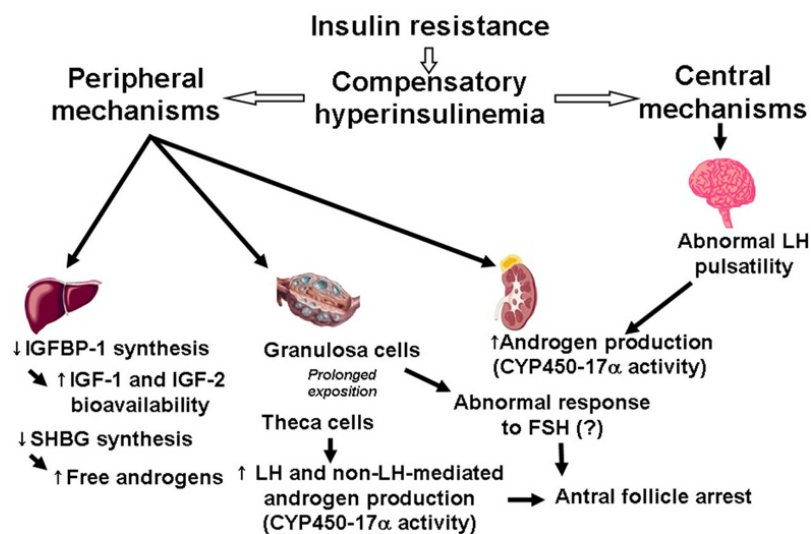 Insulin resistance
Peripheral
mechanisms
Compensatory
hyperinsulinemia
Central
mechanisms
Abnormal LH
pulsatility
↓IGFBP-1 synthesis
↑IGF-1 and IGF-2
bioavailability
↓SHBG synthesis
↑Free androgens
Granulosa cells
Prolonged
exposition
Theca cells
↑ LH and non-LH-mediated
androgen production
(CYP450-17α activity)
↑Androgen production
(CYP450-17α activity)
Abnormal response
to FSH (?)
Antral follicle arrest